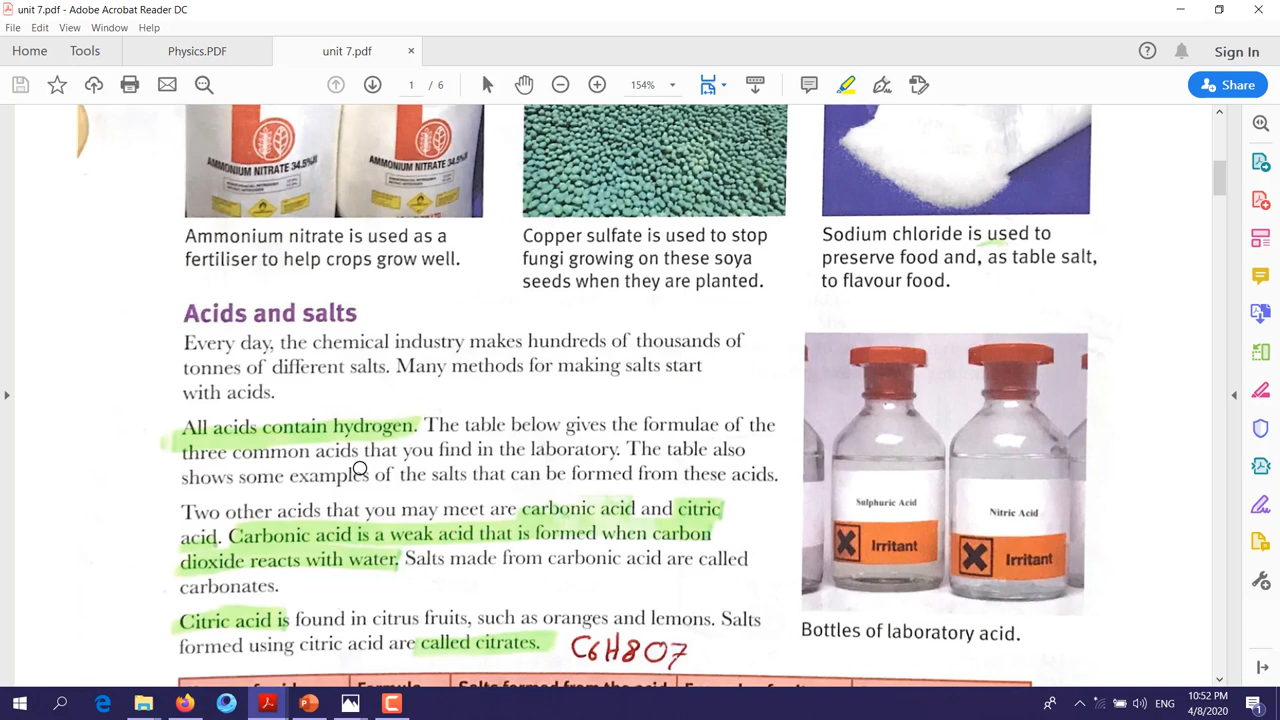 unit 7.pdf - Adobe Acrobat Reader DC
File Edit View Window Help
Home Tools Physics.PDF unit 7.pdf × Sign In
1 / 6 154% Share
AMMONIUM NITRATE 34.5%N AMMONIUM NITRATE 34.5%
Ammonium nitrate is used as a
fertiliser to help crops grow well.
Copper sulfate is used to stop
fungi growing on these soya
seeds when they are planted.
Sodium chloride is used to
preserve food and, as table salt,
to flavour food.
Acids and salts
Every day, the chemical industry makes hundreds of thousands of
tonnes of different salts. Many methods for making salts start
with acids.
All acids contain hydrogen. The table below gives the formulae of the
three common acids that you find in the laboratory. The table also
shows some examples of the salts that can be formed from these acids.
Two other acids that you may meet are carbonic acid and citric
acid. Carbonic acid is a weak acid that is formed when carbon
dioxide reacts with water. Salts made from carbonic acid are called
carbonates.
Citric acid is found in citrus fruits, such as oranges and lemons. Salts
formed using citric acid are called citrates. C6H8O7
Sulphuric Acid
Irritant
Nitric Acid
Irritant
Bottles of laboratory acid.
ENG
10:52 PM
4/8/2020